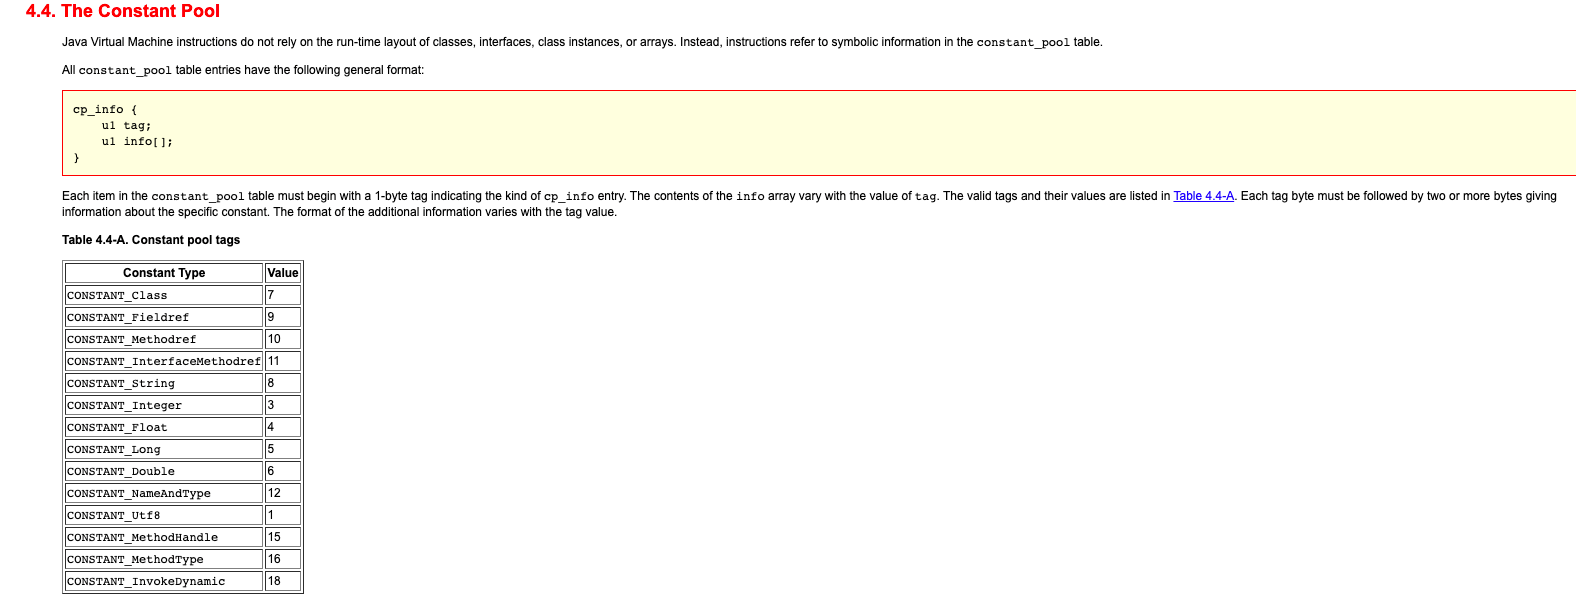 4.4. The Constant Pool
Java Virtual Machine instructions do not rely on the run-time layout of classes, interfaces, class instances, or arrays. Instead, instructions refer to symbolic information in the constant_pool table.
All constant_pool table entries have the following general format:
cp_info {
    u1 tag;
    u1 info[];
}
Each item in the constant_pool table must begin with a 1-byte tag indicating the kind of cp_info entry. The contents of the info array vary with the value of tag. The valid tags and their values are listed in Table 4.4-A. Each tag byte must be followed by two or more bytes giving
information about the specific constant. The format of the additional information varies with the tag value.
Table 4.4-A. Constant pool tags
Constant Type Value
CONSTANT_Class 7
CONSTANT_Fieldref 9
CONSTANT_Methodref 10
CONSTANT_InterfaceMethodref 11
CONSTANT_String 8
CONSTANT_Integer 3
CONSTANT_Float 4
CONSTANT_Long 5
CONSTANT_Double 6
CONSTANT_NameAndType 12
CONSTANT_Utf8 1
CONSTANT_MethodHandle 15
CONSTANT_MethodType 16
CONSTANT_InvokeDynamic 18